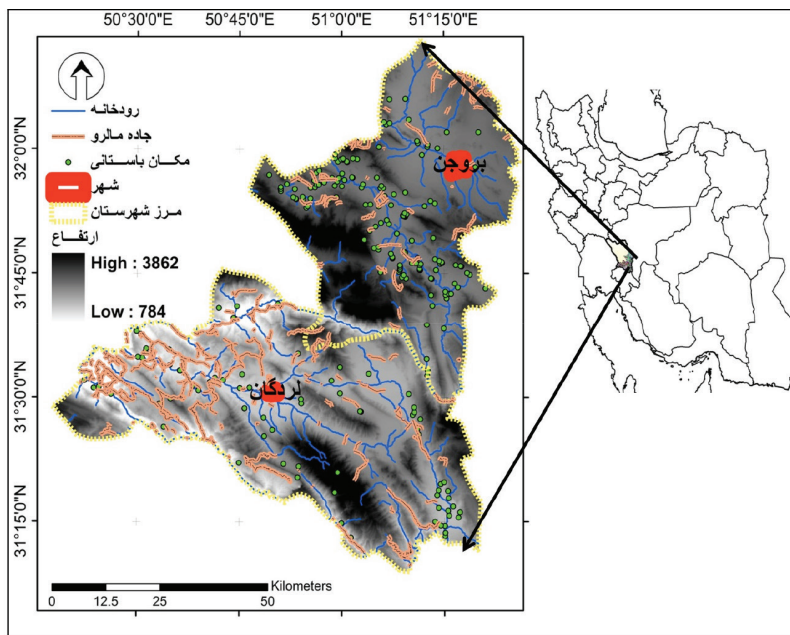 50°30'0"E 50°45'0"E 51°0'0"E 51°15'0"E
32°0'0"N
31°45'0"N
31°30'0"N
31°15'0"N
رودخانه
جاده مالرو
مکان باستانی
شهر
مرز شهرستان
ارتفاع
High : 3862
Low : 784
بروجن
لردگان
Kilometers
0 12.5 25 50